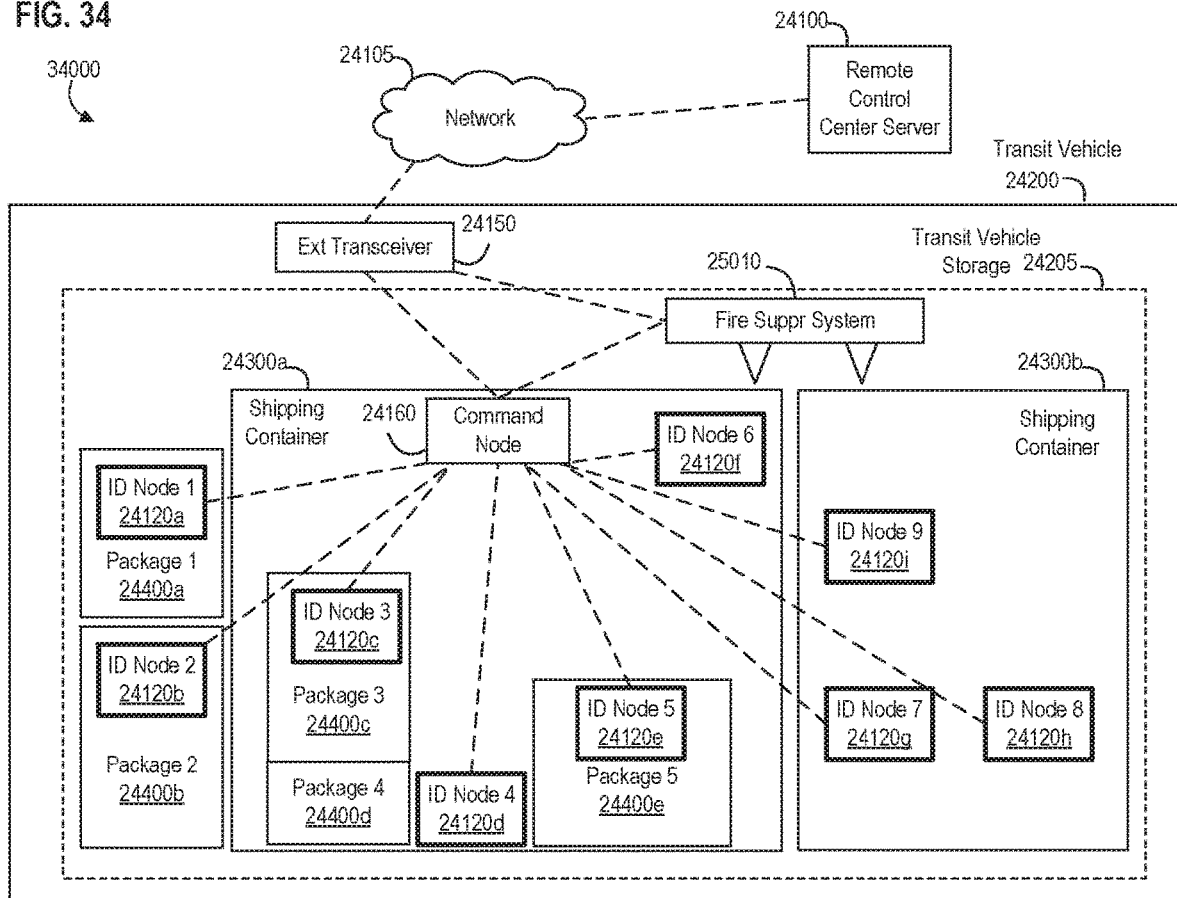 FIG. 34
34000
24105
Network
24100
Remote
Control
Center Server
Transit Vehicle
24200
Ext Transceiver
24150
Transit Vehicle
Storage 24205
25010
Fire Suppr System
24300a
Shipping
Container
24160
Command
Node
ID Node 6
24120f
24300b
Shipping
Container
ID Node 1
24120a
Package 1
24400a
ID Node 9
24120i
ID Node 2
24120b
Package 2
24400b
ID Node 3
24120c
Package 3
24400c
Package 4
24400d
ID Node 4
24120d
ID Node 5
24120e
Package 5
24400e
ID Node 7
24120g
ID Node 8
24120h